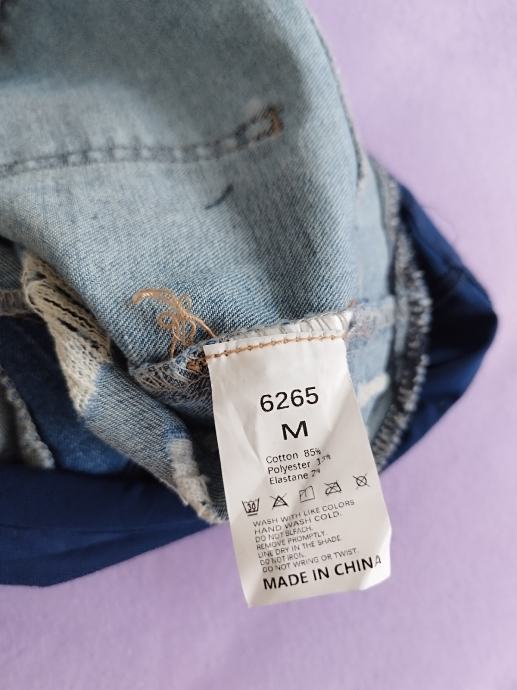 6265
M
Cotton 85%
Polyester
Elastane 2%
30
WASH WITH LIKE COLORS
HAND WASH COLD.
DO NOT BLEACH.
REMOVE PROMPTLY.
LINE DRY IN THE SHADE.
DO NOT IRON.
DO NOT WRING OR TWIST.
MADE IN CHINA